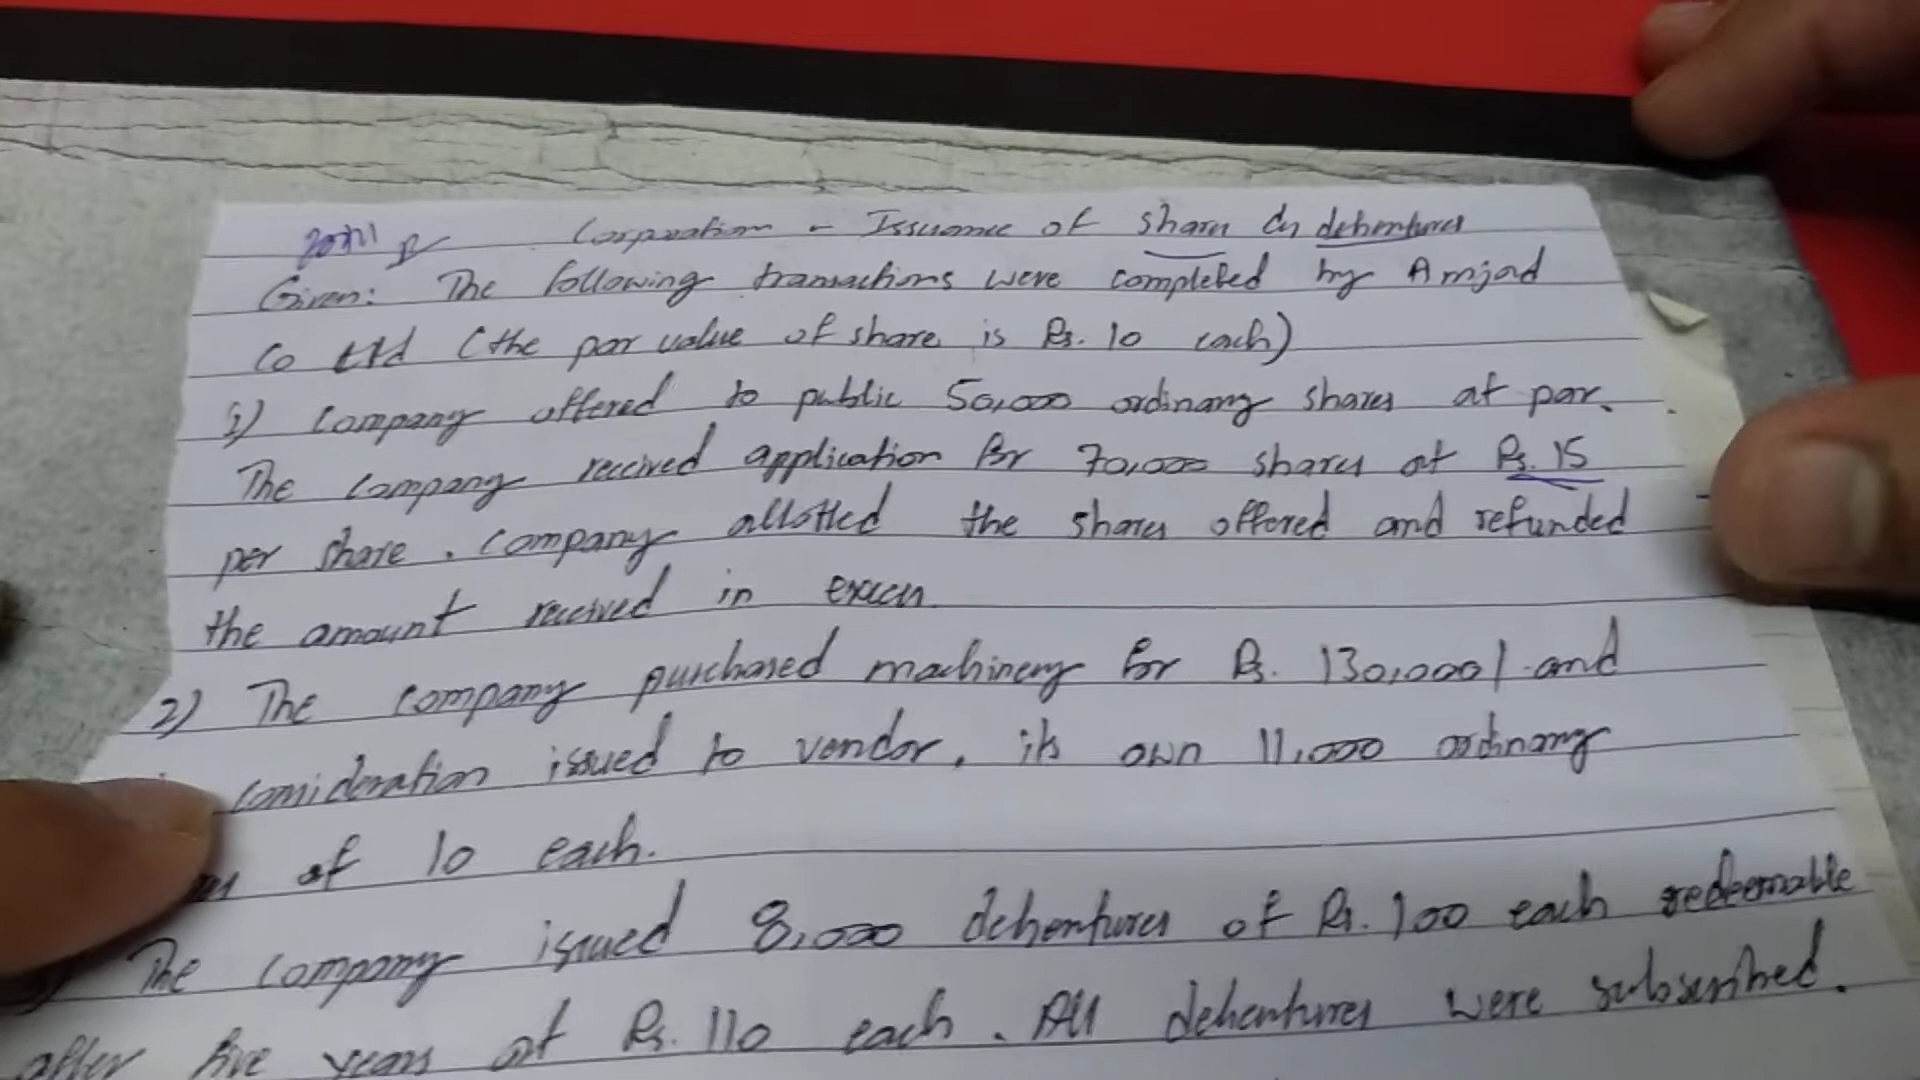 Corporation - Issuance of shares & debentures
Given: The following transactions were completed by Amjad
Co Ltd (the par value of share is Rs. 10 each)
1) Company offered to public 50,000 ordinary shares at par.
The company received application for 70,000 shares at Rs. 15
per share. Company allotted the shares offered and refunded
the amount received in excess.
2) The company purchased machinery for Rs. 130,000/- and
consideration issued to vendor, its own 11,000 ordinary
of 10 each.
The company issued 8,000 debentures of Rs. 100 each redeemable
after five years at Rs. 110 each. All debentures were subscribed.